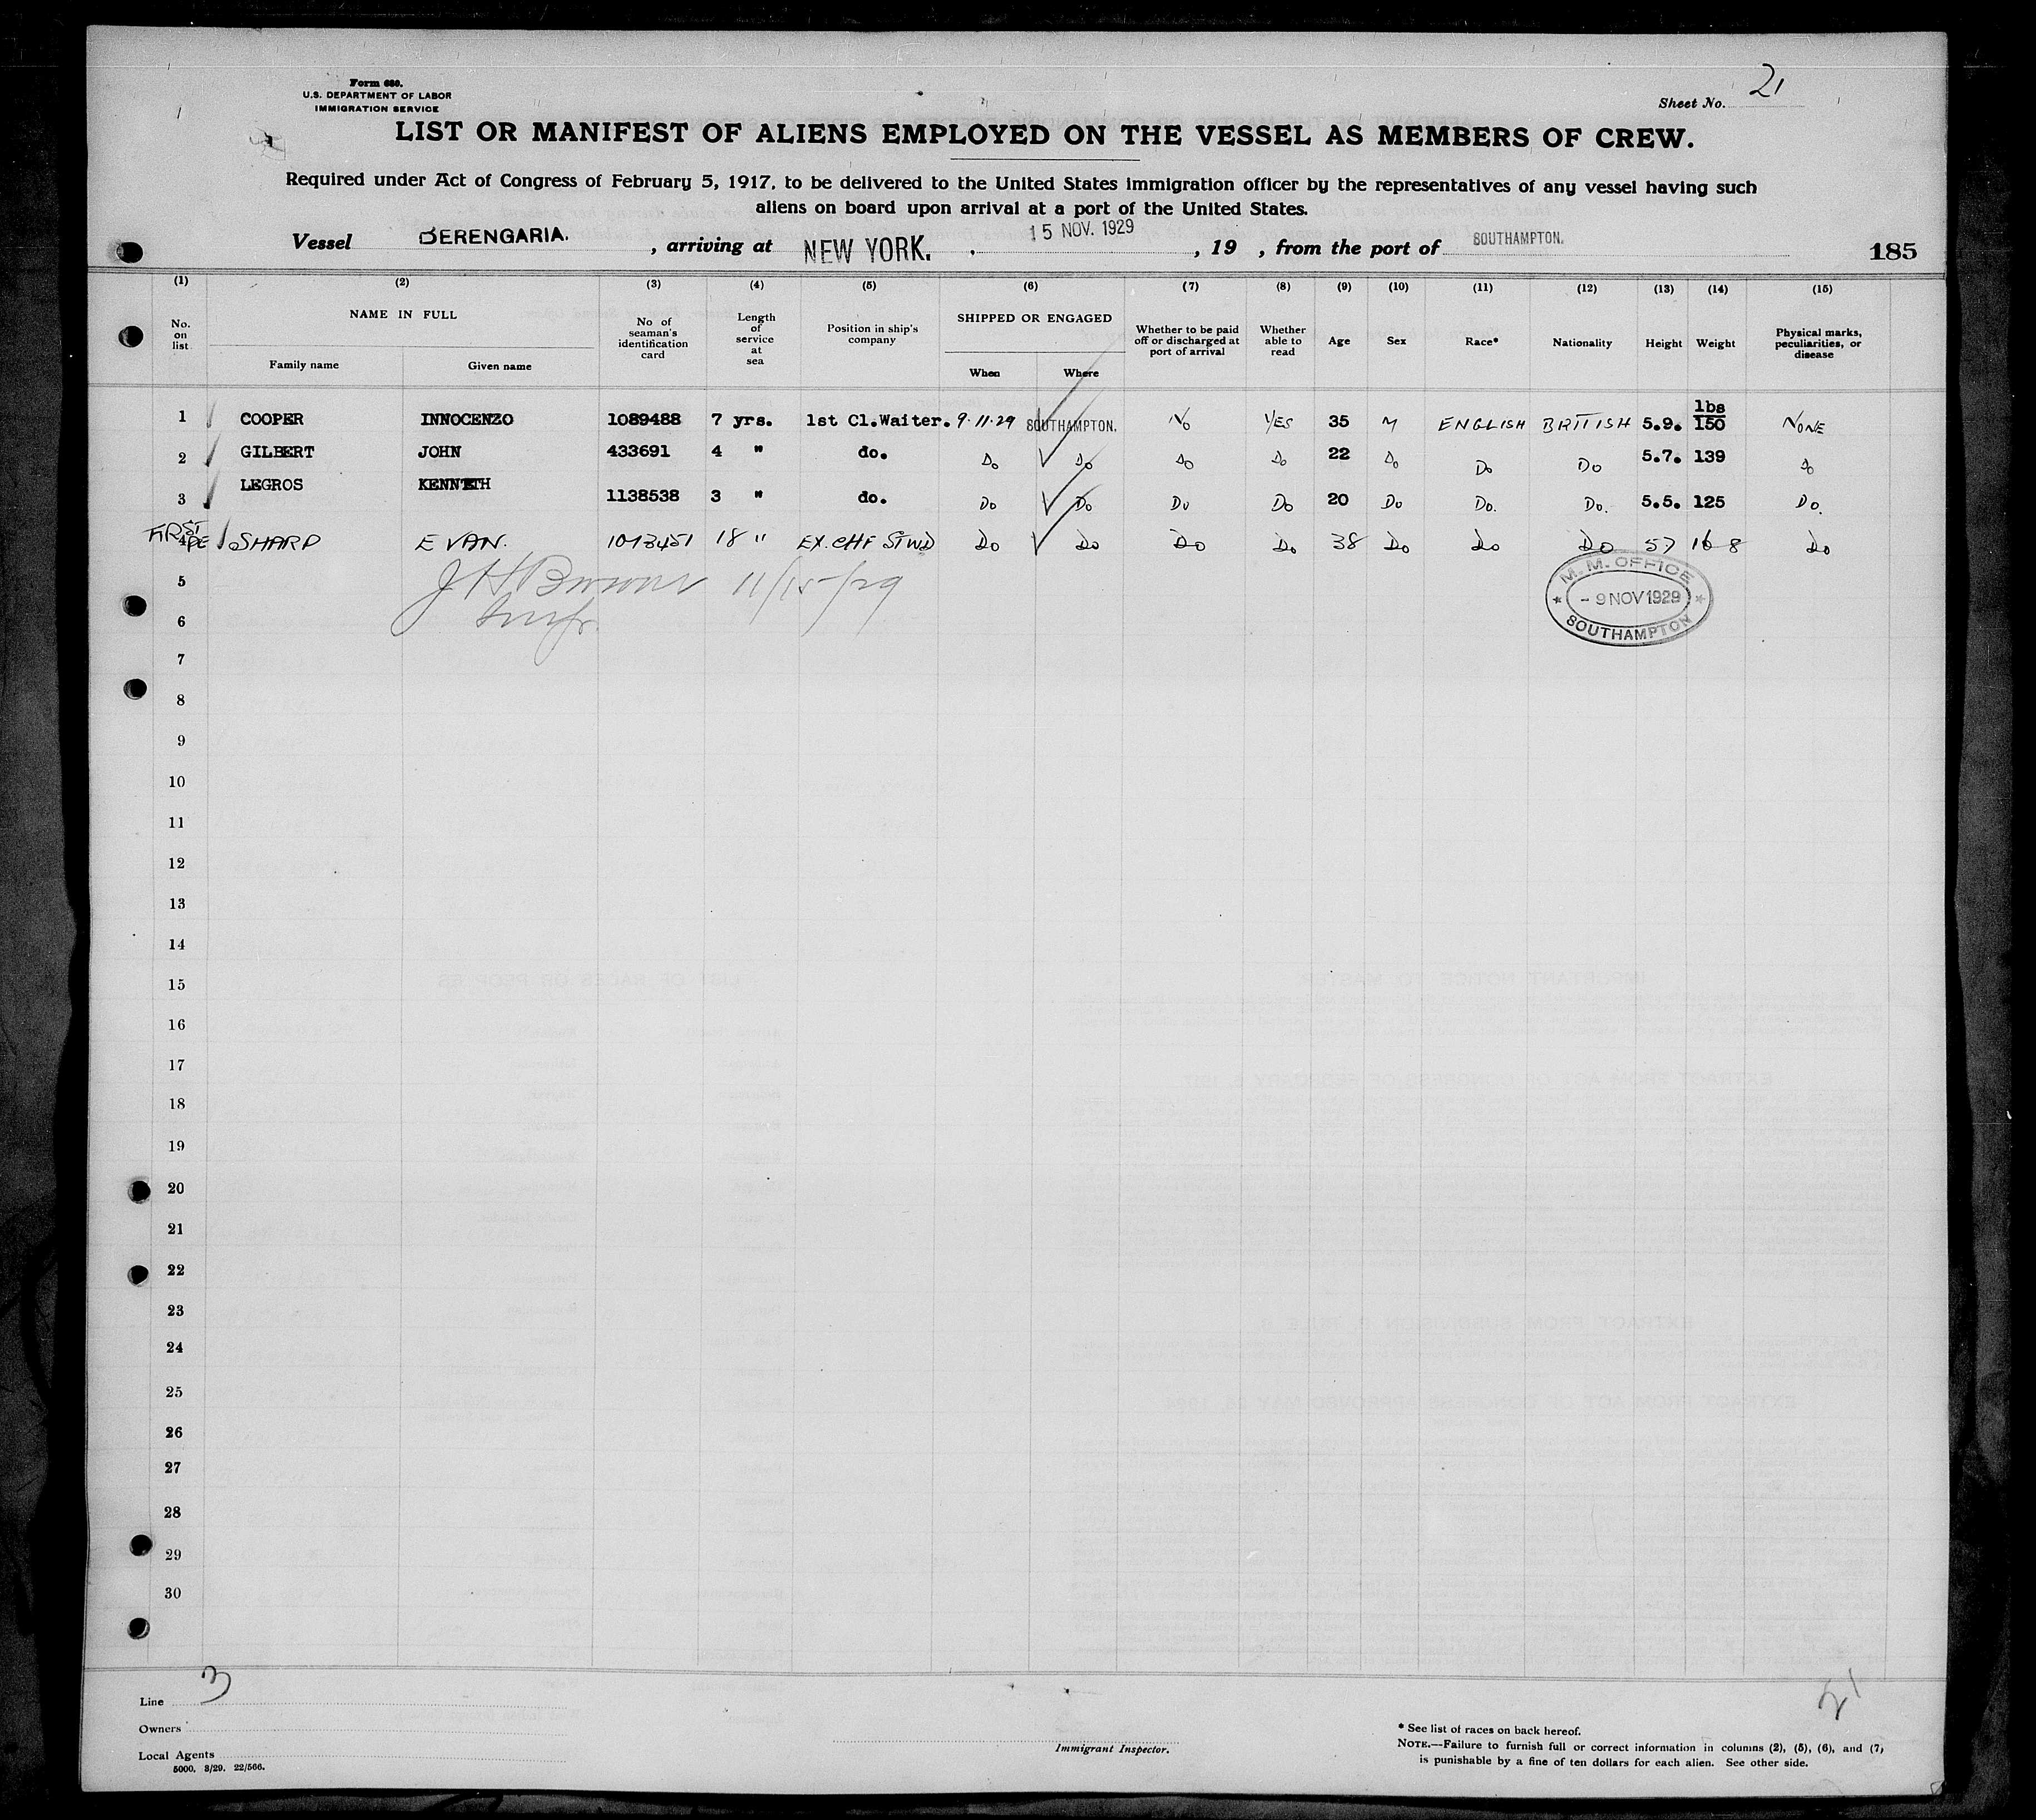 Form 680.
U.S. DEPARTMENT OF LABOR
IMMIGRATION SERVICE
Sheet No. 21
LIST OR MANIFEST OF ALIENS EMPLOYED ON THE VESSEL AS MEMBERS OF CREW.
Required under Act of Congress of February 5, 1917, to be delivered to the United States immigration officer by the representatives of any vessel having such
aliens on board upon arrival at a port of the United States.
Vessel BERENGARIA. , arriving at NEW YORK. 15 NOV. 1929 , 19 , from the port of SOUTHAMPTON. 185
(1) (2) (3) (4) (5) (6) (7) (8) (9) (10) (11) (12) (13) (14) (15)
No. on list NAME IN FULL Family name Given name No of seaman's identification card Length of service at sea Position in ship's company SHIPPED OR ENGAGED When Where Whether to be paid off or discharged at port of arrival Whether able to read Age Sex Race* Nationality Height Weight Physical marks, peculiarities, or disease
1 COOPER INNOCENZO 1089488 7 yrs. 1st Cl.Waiter. 9.11.29 SOUTHAMPTON. No YES 35 M ENGLISH BRITISH 5.9. lbs 150 NONE
2 GILBERT JOHN 433691 4 " do. Do Do Do Do 22 Do Do Do 5.7. 139 Do
3 LEGROS KENNETH 1138538 3 " do. Do Do Do Do 20 Do Do. Do. 5.5. 125 Do.
FIRST SHARP EVAN. 1013451 18 " EX. CHF STWD Do Do Do Do 38 Do Do Do 57 168 Do
5 11/15/29
M. M. OFFICE
- 9 NOV 1929
SOUTHAMPTON
6
7
8
9
10
11
12
13
14
15
16
17
18
19
20
21
22
23
24
25
26
27
28
29
30
3
21
Line
Owners
Local Agents
5000. 3/29. 22/566.
Immigrant Inspector.
* See list of races on back hereof.
NOTE.—Failure to furnish full or correct information in columns (2), (5), (6), and (7)
is punishable by a fine of ten dollars for each alien. See other side.